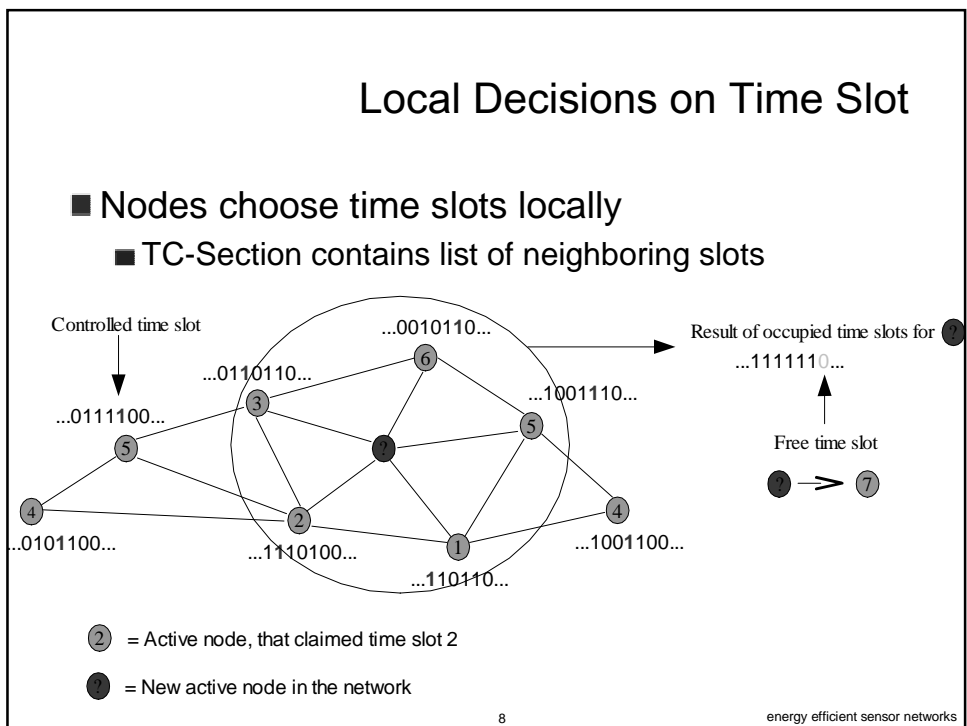 Local Decisions on Time Slot
Nodes choose time slots locally
TC-Section contains list of neighboring slots
Controlled time slot
...0010110...
Result of occupied time slots for ?
...1111110...
...0110110...
6
...1001110...
...0111100...
3
5
Free time slot
5
?
? 7
4
2
4
...0101100...
1
...1110100...
...1001100...
...110110...
2 = Active node, that claimed time slot 2
? = New active node in the network
8
energy efficient sensor networks